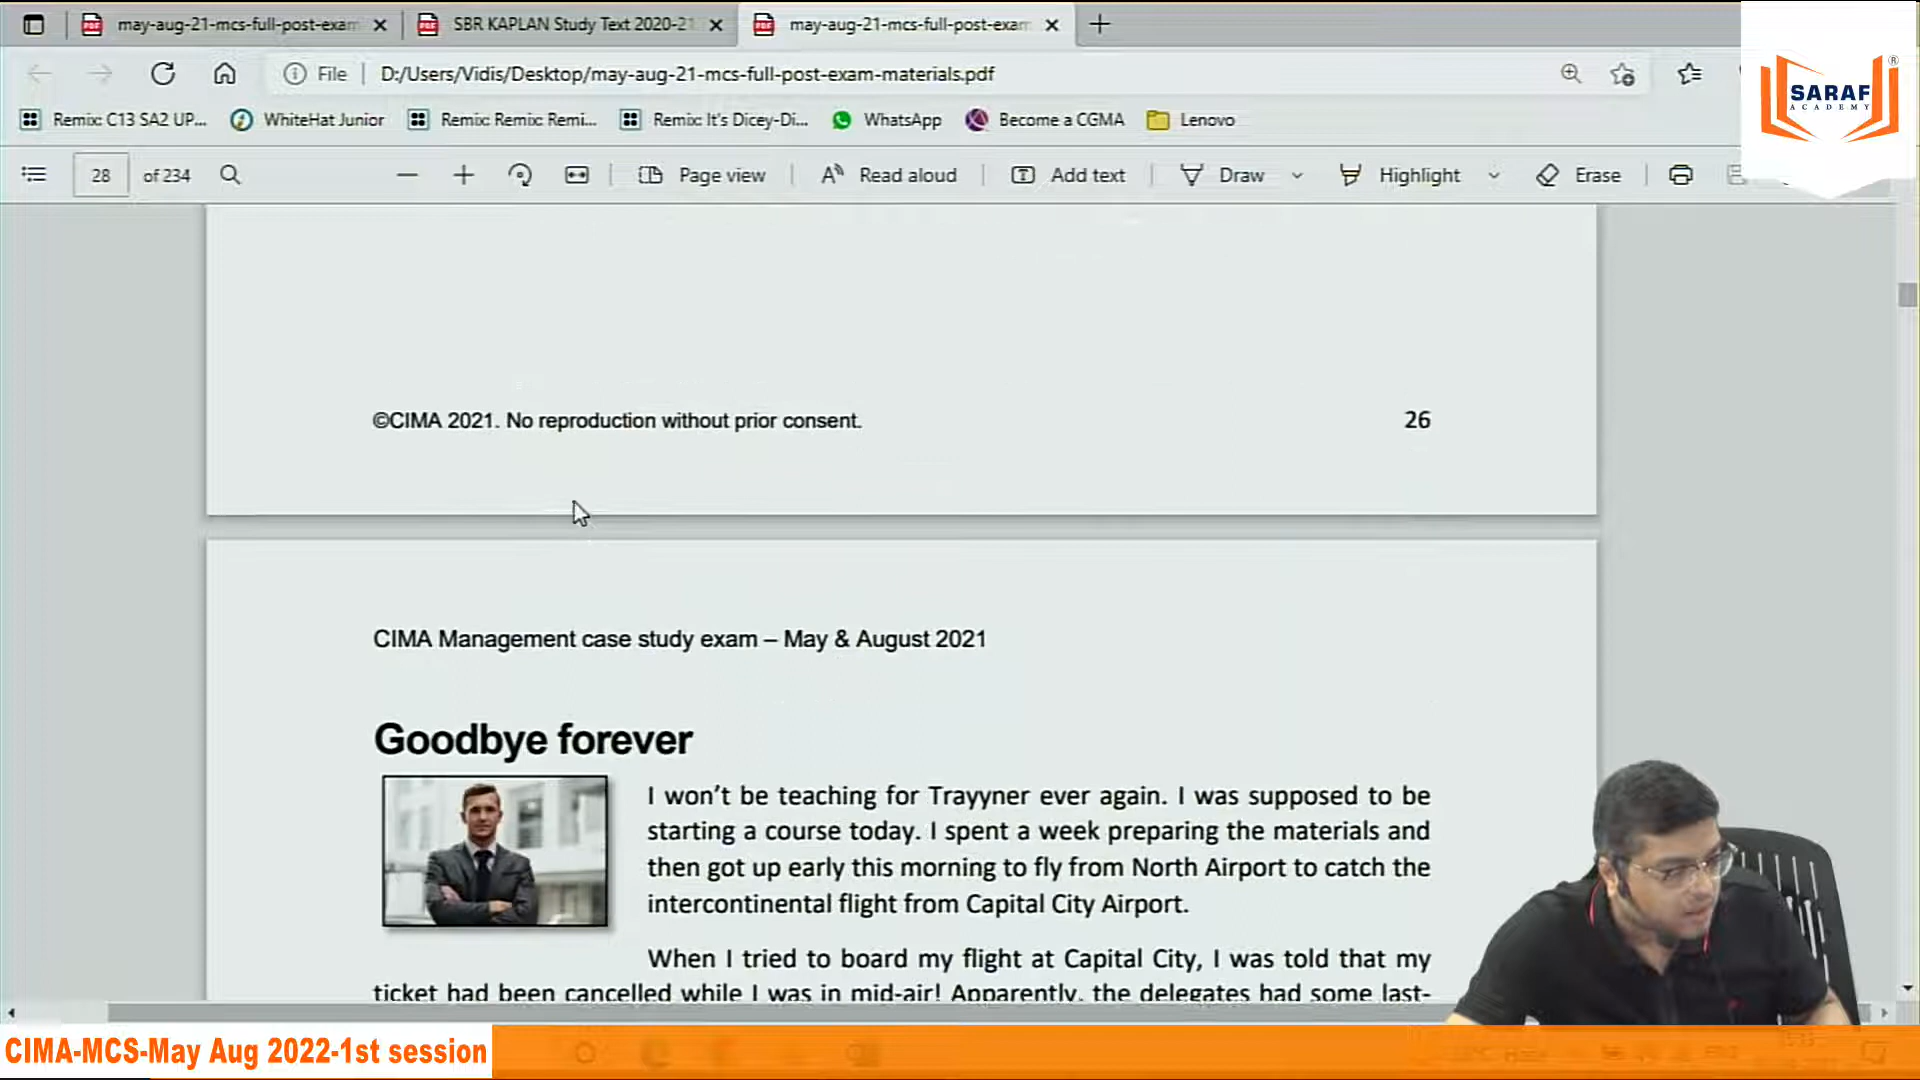 may-aug-21-mcs-full-post-exam
SBR KAPLAN Study Text 2020-21
may-aug-21-mcs-full-post-exam
File
D:/Users/Vidis/Desktop/may-aug-21-mcs-full-post-exam-materials.pdf
Remix: C13 SA2 UP...
WhiteHat Junior
Remix: Remix: Remi...
Remix: It's Dicey-Di...
WhatsApp
Become a CGMA
Lenovo
SARAF
ACADEMY
28 of 234
Page view
Read aloud
Add text
Draw
Highlight
Erase
©CIMA 2021. No reproduction without prior consent. 26
CIMA Management case study exam – May & August 2021
Goodbye forever
I won't be teaching for Trayyner ever again. I was supposed to be
starting a course today. I spent a week preparing the materials and
then got up early this morning to fly from North Airport to catch the
intercontinental flight from Capital City Airport.
When I tried to board my flight at Capital City, I was told that my
ticket had been cancelled while I was in mid-air! Apparently, the delegates had some last-
CIMA-MCS-May Aug 2022-1st session